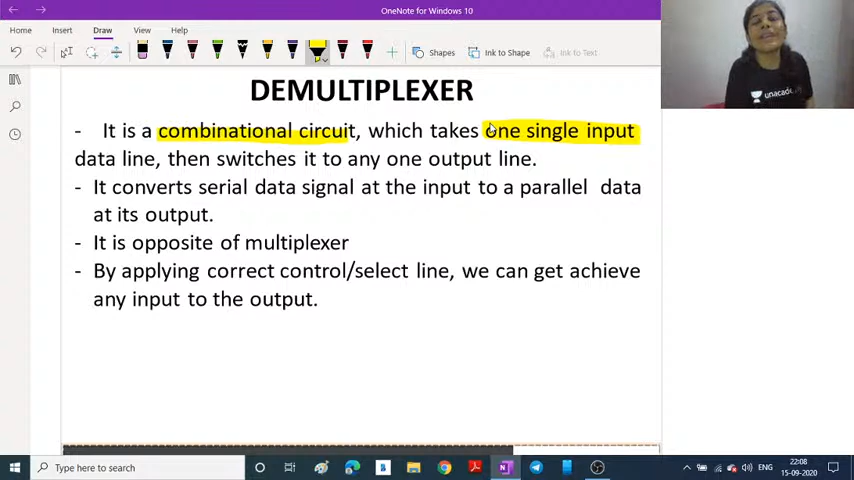 OneNote for Windows 10
Home Insert Draw View Help
Shapes Ink to Shape Ink to Text
DEMULTIPLEXER
- It is a combinational circuit, which takes one single input
data line, then switches it to any one output line.
- It converts serial data signal at the input to a parallel data
at its output.
- It is opposite of multiplexer
- By applying correct control/select line, we can get achieve
any input to the output.
unacademy
Type here to search
ENG
22:08
15-09-2020